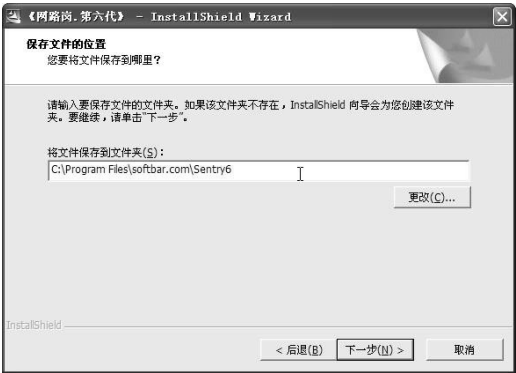 《网路岗.第六代》 - InstallShield Wizard
保存文件的位置
您要将文件保存到哪里？
请输入要保存文件的文件夹。如果该文件夹不存在，InstallShield 向导会为您创建该文件
夹。要继续，请单击"下一步"。
将文件保存到文件夹(S)：
C:\Program Files\softbar.com\Sentry6
更改(C)...
InstallShield
< 后退(B) 下一步(N) > 取消